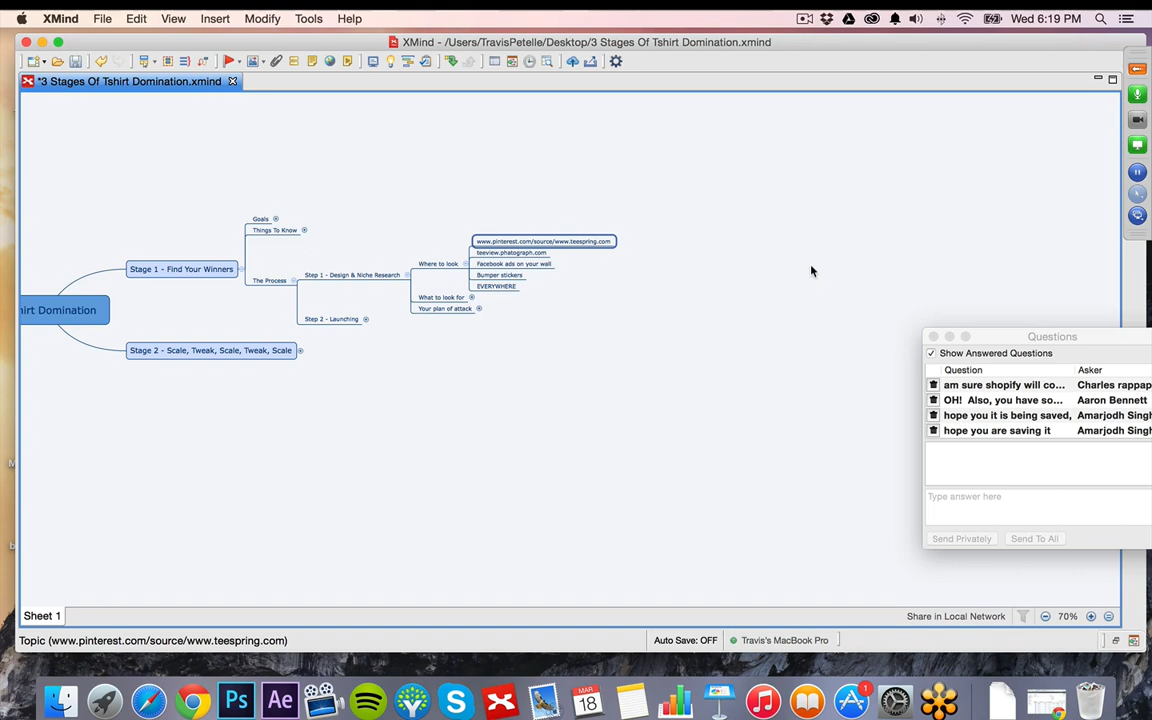 XMind File Edit View Insert Modify Tools Help Wed 6:19 PM
XMind - /Users/TravisPetelle/Desktop/3 Stages Of Tshirt Domination.xmind
*3 Stages Of Tshirt Domination.xmind
Goals
Things To Know
www.pinterest.com/source/www.teespring.com
teeview.photograph.com
Where to look
Facebook ads on your wall
Stage 1 - Find Your Winners
Step 1 - Design & Niche Research
Bumper stickers
The Process
EVERYWHERE
What to look for
Your plan of attack
hirt Domination
Step 2 - Launching
Stage 2 - Scale, Tweak, Scale, Tweak, Scale
Questions
Show Answered Questions
Question Asker
am sure shopify will co... Charles rappap
OH! Also, you have so... Aaron Bennett
hope you it is being saved, Amarjodh Singh
hope you are saving it Amarjodh Singh
Type answer here
Send Privately Send To All
Sheet 1
Share in Local Network 70%
Topic (www.pinterest.com/source/www.teespring.com) Auto Save: OFF Travis's MacBook Pro
Ps Ae MAR 18 1